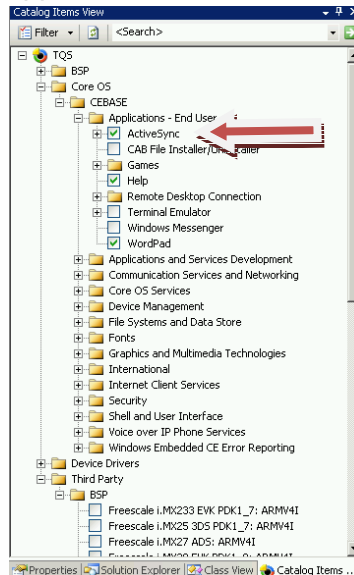 Catalog Items View
Filter
<Search>
TQS
BSP
Core OS
CEBASE
Applications - End User
ActiveSync
CAB File Installer/
Games
Help
Remote Desktop Connection
Terminal Emulator
Windows Messenger
WordPad
Applications and Services Development
Communication Services and Networking
Core OS Services
Device Management
File Systems and Data Store
Fonts
Graphics and Multimedia Technologies
International
Internet Client Services
Security
Shell and User Interface
Voice over IP Phone Services
Windows Embedded CE Error Reporting
Device Drivers
Third Party
BSP
Freescale i.MX233 EVK PDK1_7: ARMV4I
Freescale i.MX25 3DS PDK1_7: ARMV4I
Freescale i.MX27 ADS: ARMV4I
Properties Solution Explorer Class View Catalog Items ...